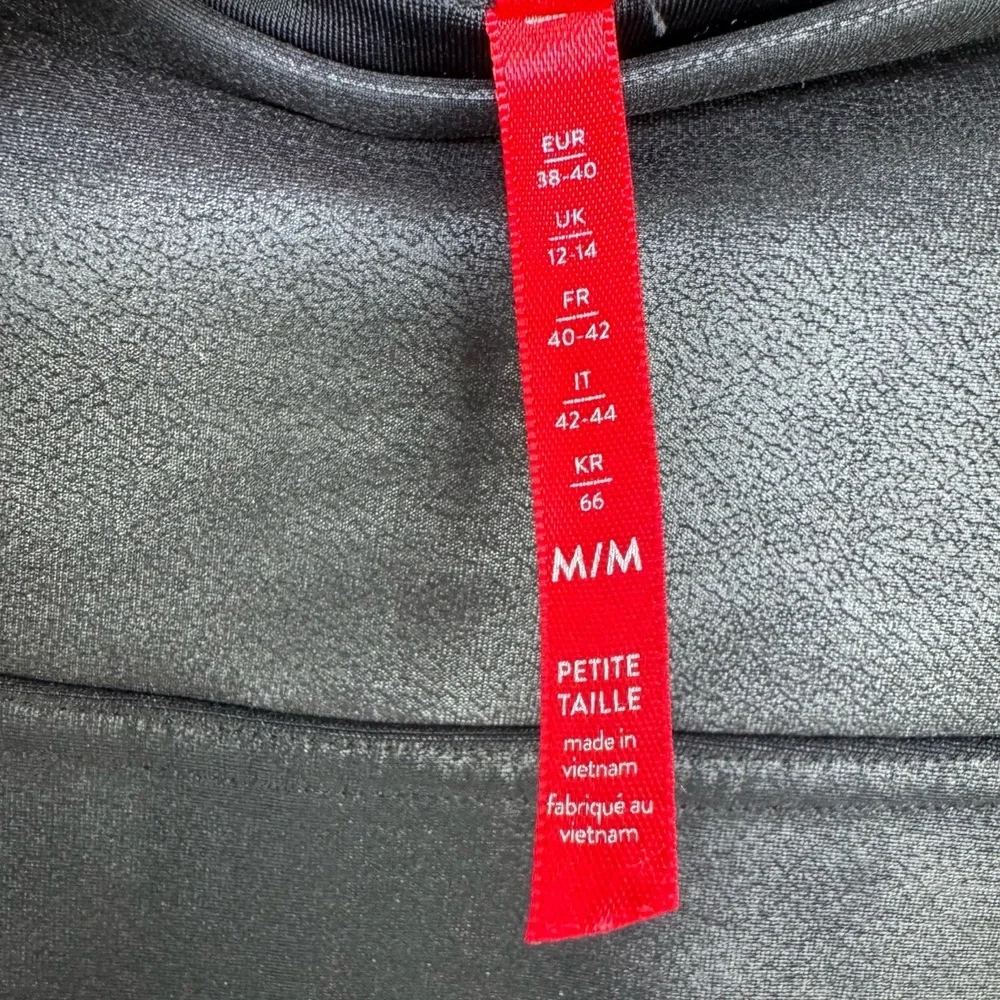 EUR
38-40
UK
12-14
FR
40-42
IT
42-44
KR
66
M/M
PETITE
TAILLE
made in
vietnam
fabriqué au
vietnam